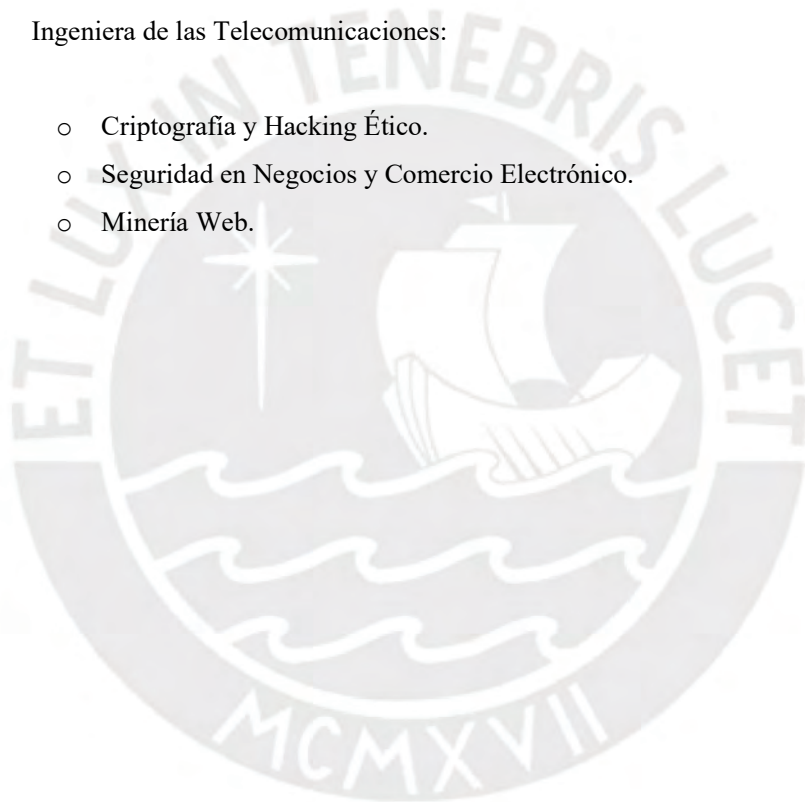 Ingeniera de las Telecomunicaciones:
o Criptografía y Hacking Ético.
o Seguridad en Negocios y Comercio Electrónico.
o Minería Web.
ET LUX IN TENEBRIS LUCET
MCMXVII